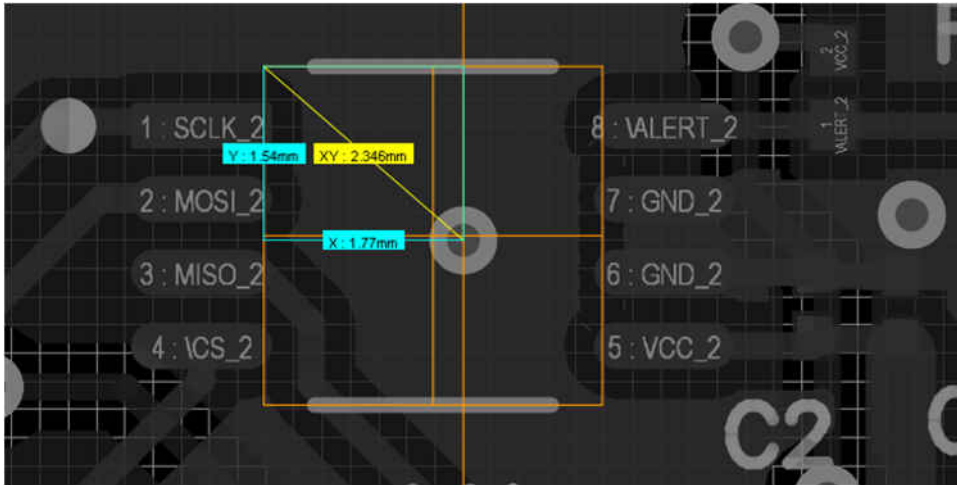 2
VCC_2
1 : SCLK_2
8 : \ALERT_2
1
\ALERT_2
Y : 1.54mm
XY : 2.346mm
2 : MOSI_2
7 : GND_2
X : 1.77mm
3 : MISO_2
6 : GND_2
4 : \CS_2
5 : VCC_2
C2